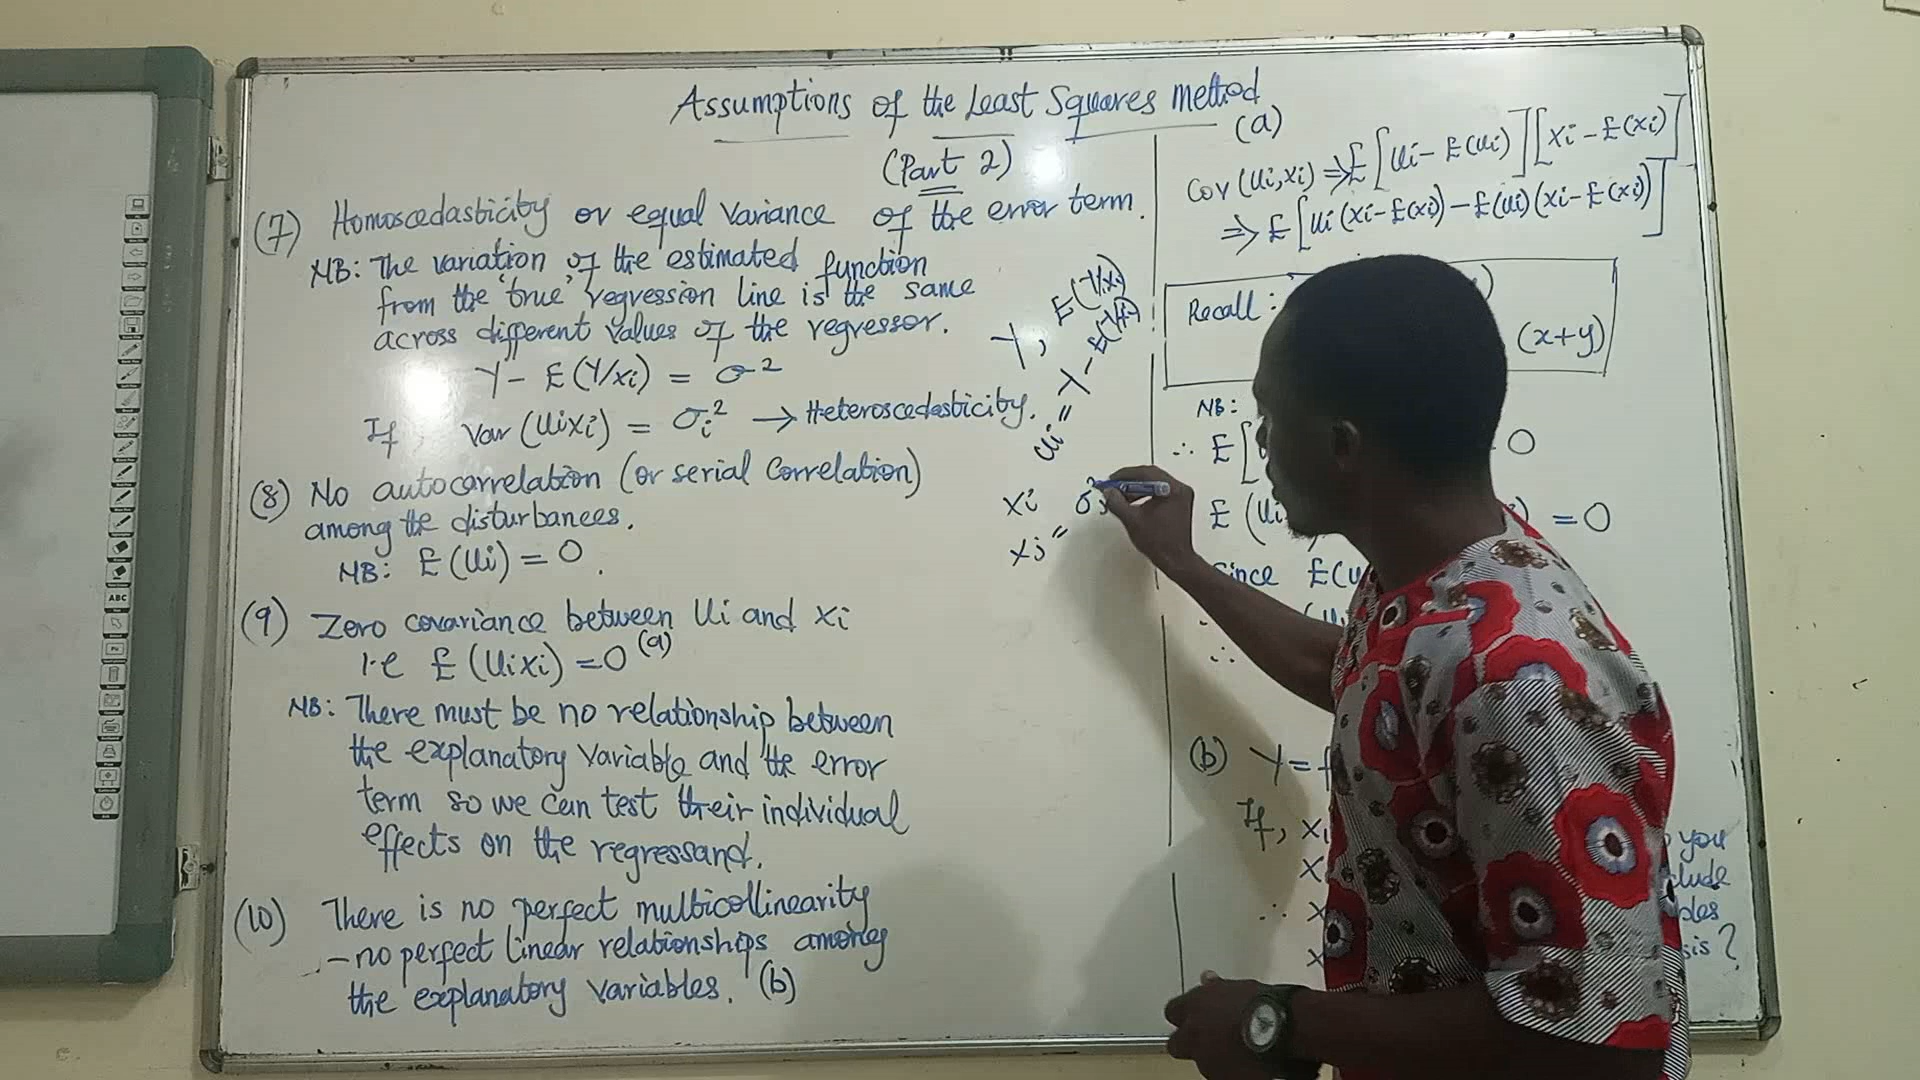 Assumptions of the Least Squares Method
(Part 2)
(7) Homoscedasticity or equal variance of the error term.
NB: The variation of the estimated function
from the 'true' regression line is the same
across different values of the regressor.
Y - E(Y/Xi) = σ²
If, Var (UiXi) = σi² → Heteroscedasticity.
(8) No autocorrelation (or serial correlation)
among the disturbances.
NB: E(Ui) = 0.
(9) Zero covariance between Ui and Xi
i.e E(UiXi) = 0 (a)
NB: There must be no relationship between
the explanatory variable and the error
term so we can test their individual
effects on the regressand.
(10) There is no perfect multicollinearity
- no perfect linear relationships among
the explanatory variables. (b)
Y, E(Y/Xi)
Ui = Y - E(Y/Xi)
Xi σ²
Xj =
(a)
Cov (Ui, Xi) ⇒ E[Ui - E(Ui)][Xi - E(Xi)]
⇒ E[Ui (Xi - E(Xi)) - E(Ui) (Xi - E(Xi))]
Recall:
(x+y)
NB:
∴ E[ 0
E(Ui = 0
Since E(U
∴
(b) Y = f
If, X
X you
∴ X
X ?
ABC